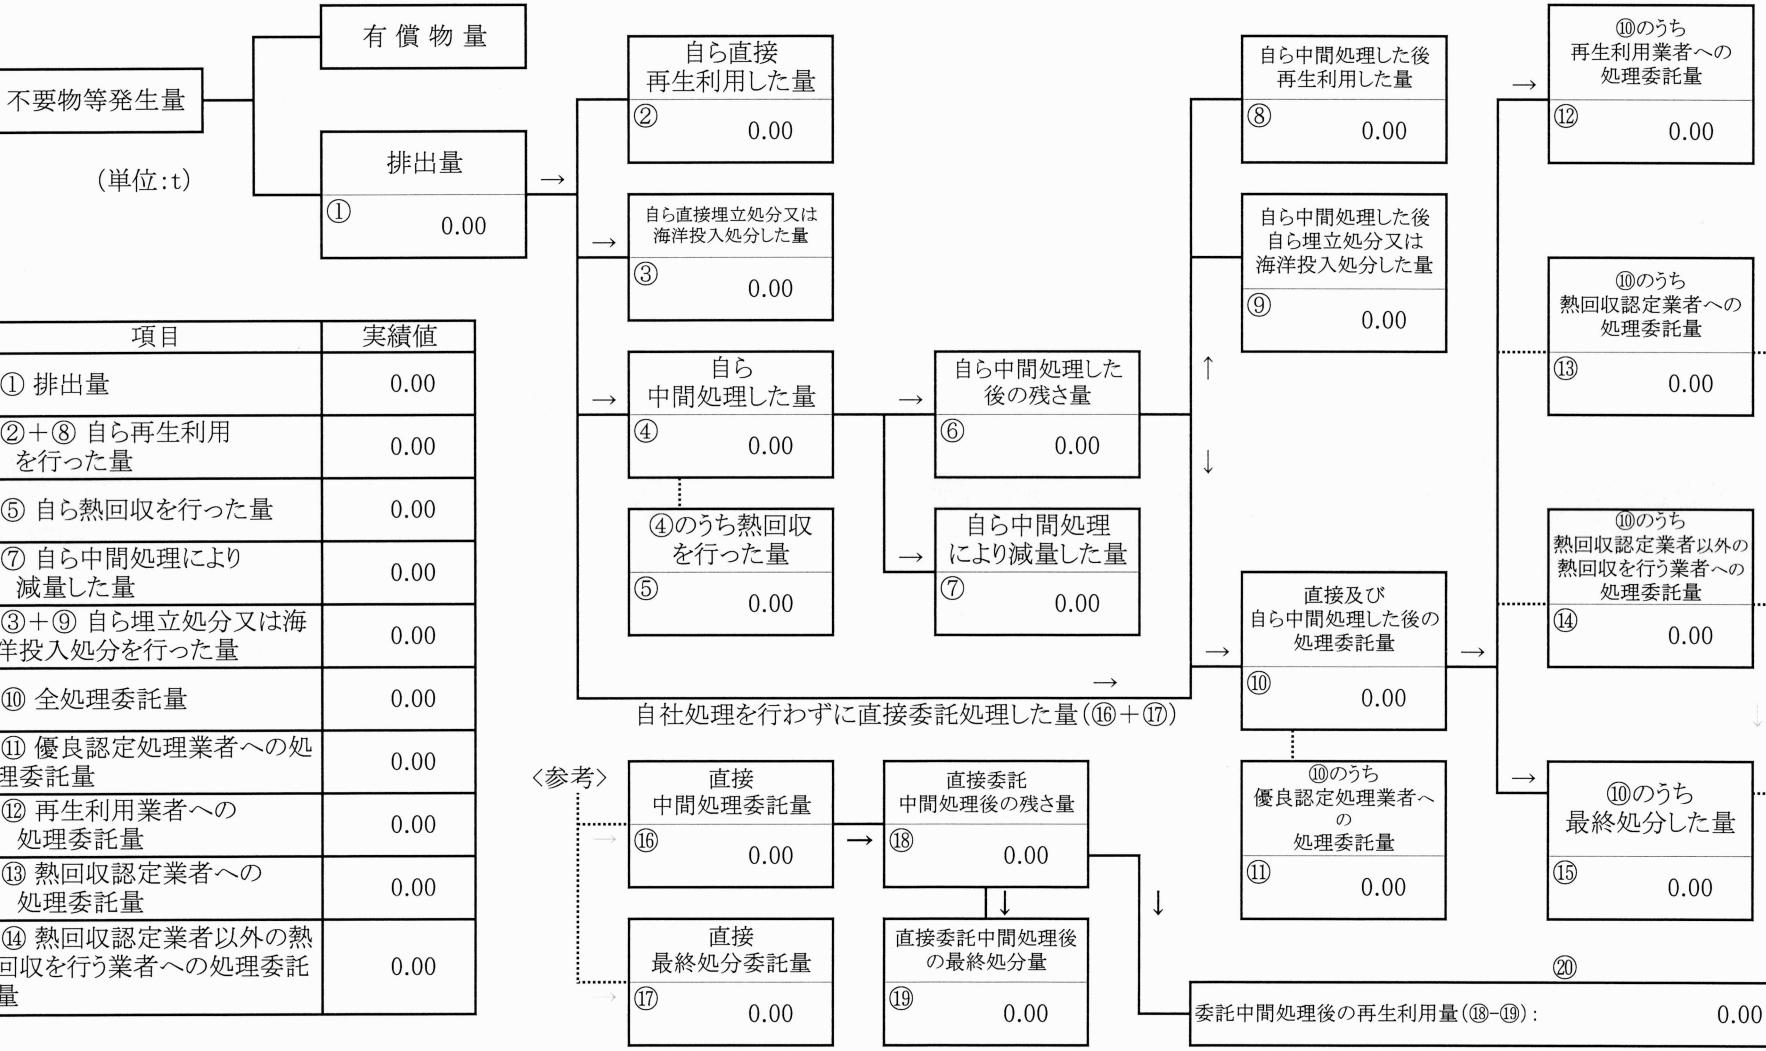 有償物量
不要物等発生量
(単位:t)
排出量
①
0.00
→
自ら直接
再生利用した量
②
0.00
→
自ら直接埋立処分又は
海洋投入処分した量
③
0.00
→
自ら
中間処理した量
④
0.00
④のうち熱回収
を行った量
⑤
0.00
→
自ら中間処理した
後の残さ量
⑥
0.00
→
自ら中間処理
により減量した量
⑦
0.00
↑
↓
自ら中間処理した後
再生利用した量
⑧
0.00
自ら中間処理した後
自ら埋立処分又は
海洋投入処分した量
⑨
0.00
→
自社処理を行わずに直接委託処理した量(⑯+⑰)
→
直接及び
自ら中間処理した後の
処理委託量
⑩
0.00
→
⑩のうち
優良認定処理業者へ
の
処理委託量
⑪
0.00
→
⑩のうち
再生利用業者への
処理委託量
⑫
0.00
⑩のうち
熱回収認定業者への
処理委託量
⑬
0.00
⑩のうち
熱回収認定業者以外の
熱回収を行う業者への
処理委託量
⑭
0.00
↓
→
⑩のうち
最終処分した量
⑮
0.00
項目 実績値
① 排出量 0.00
②+⑧ 自ら再生利用
を行った量
0.00
⑤ 自ら熱回収を行った量 0.00
⑦ 自ら中間処理により
減量した量
0.00
③+⑨ 自ら埋立処分又は海
洋投入処分を行った量
0.00
⑩ 全処理委託量 0.00
⑪ 優良認定処理業者への処
理委託量
0.00
⑫ 再生利用業者への
処理委託量
0.00
⑬ 熱回収認定業者への
処理委託量
0.00
⑭ 熱回収認定業者以外の熱
回収を行う業者への処理委託
量
0.00
〈参考〉
→
直接
中間処理委託量
⑯
0.00
→
直接委託
中間処理後の残さ量
⑱
0.00
↓
↓
→
直接
最終処分委託量
⑰
0.00
直接委託中間処理後
の最終処分量
⑲
0.00
⑳
委託中間処理後の再生利用量(⑱-⑲): 0.00